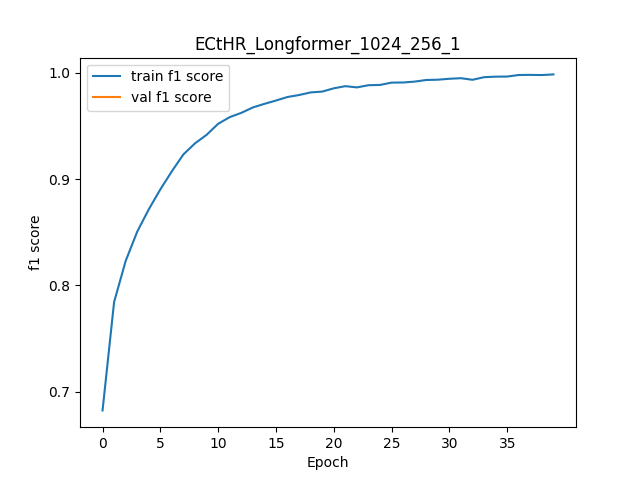 ECtHR_Longformer_1024_256_1
train f1 score
val f1 score
1.0
0.9
0.8
0.7
f1 score
0 5 10 15 20 25 30 35
Epoch